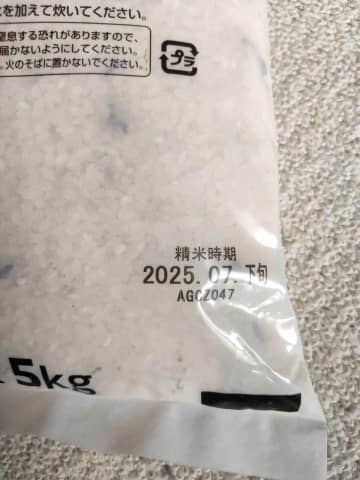 を加えて炊いてください。
窒息する恐れがありますので、
届かないようにしてください。
火のそばに置かないでください。
プラ
精米時期
2025.07.下旬
AGCZ047
5kg